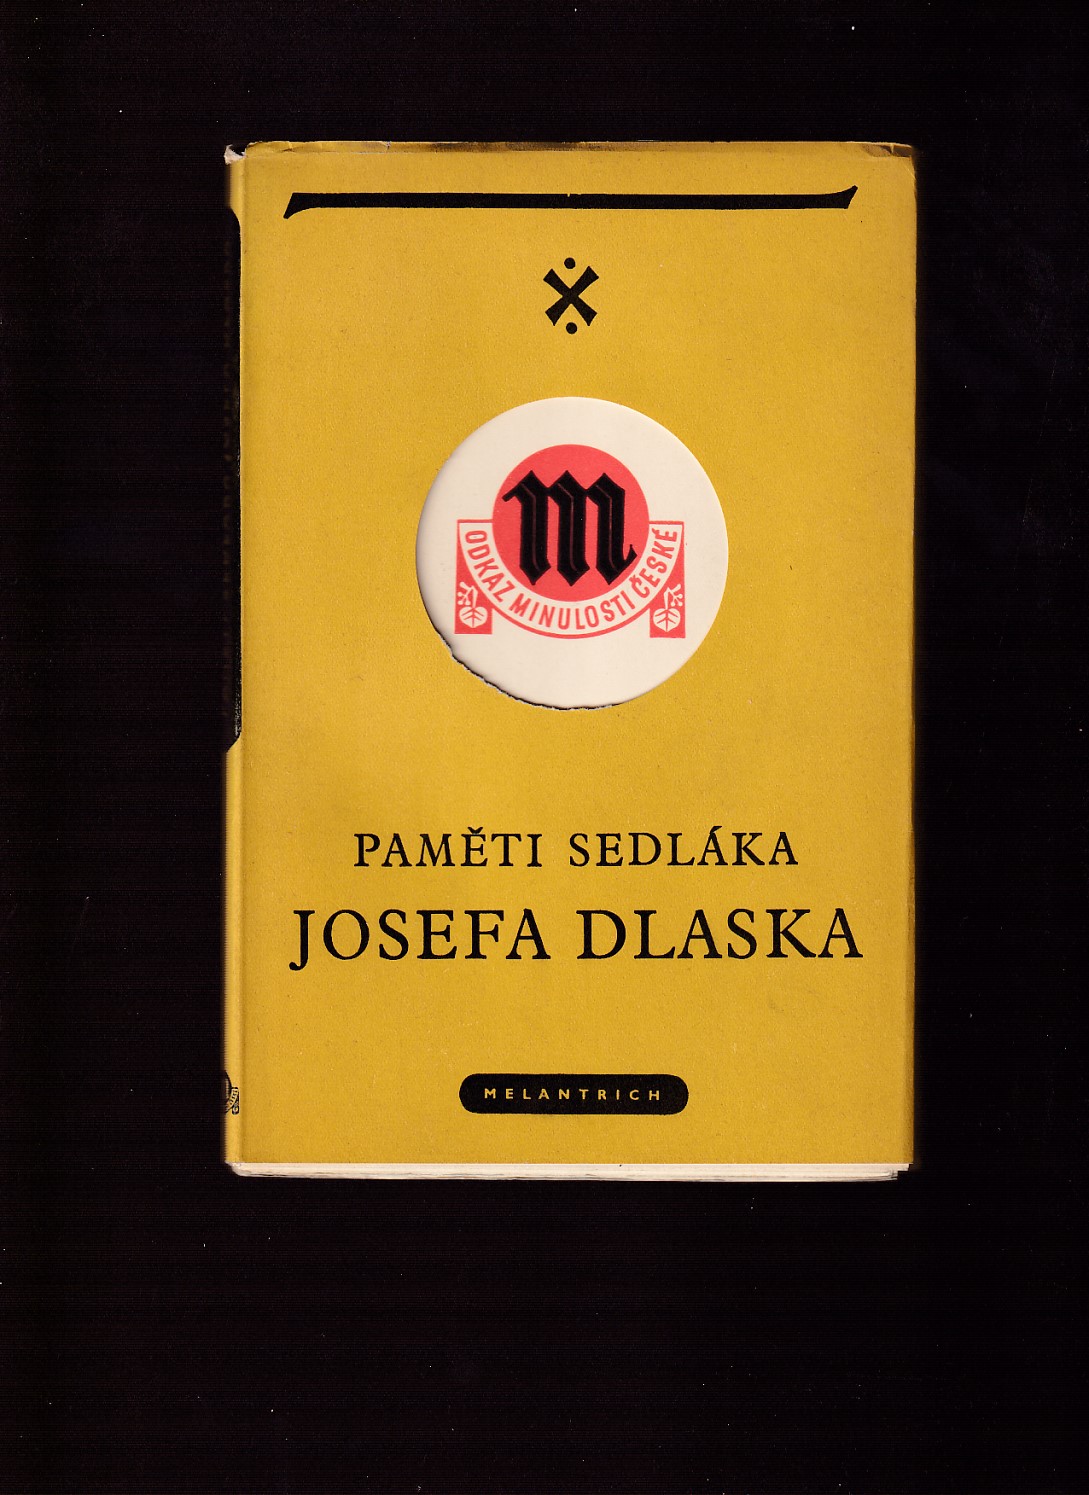 m
ODKAZ MINULOSTI ČESKÉ
PAMĚTI SEDLÁKA
JOSEFA DLASKA
MELANTRICH